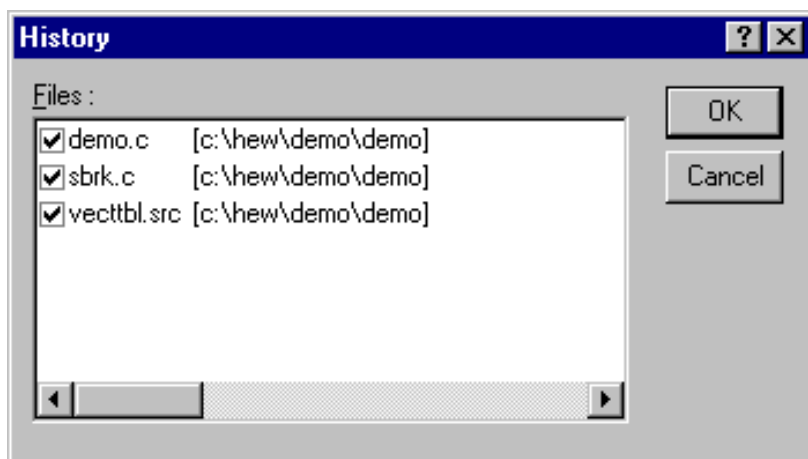 History
Files :
OK
demo.c [c:\hew\demo\demo]
sbrk.c [c:\hew\demo\demo]
Cancel
vecttbl.src [c:\hew\demo\demo]